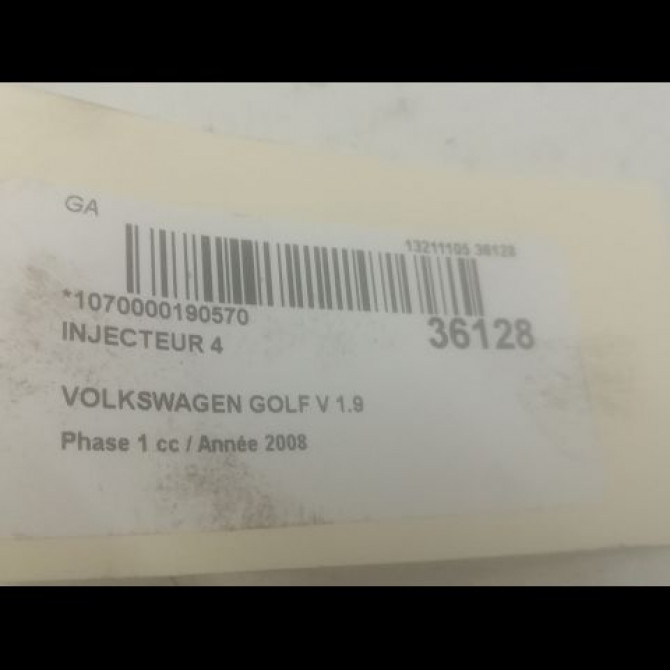 GA
13211105 36128
*1070000190570
36128
INJECTEUR 4
VOLKSWAGEN GOLF V 1.9
Phase 1 cc / Année 2008